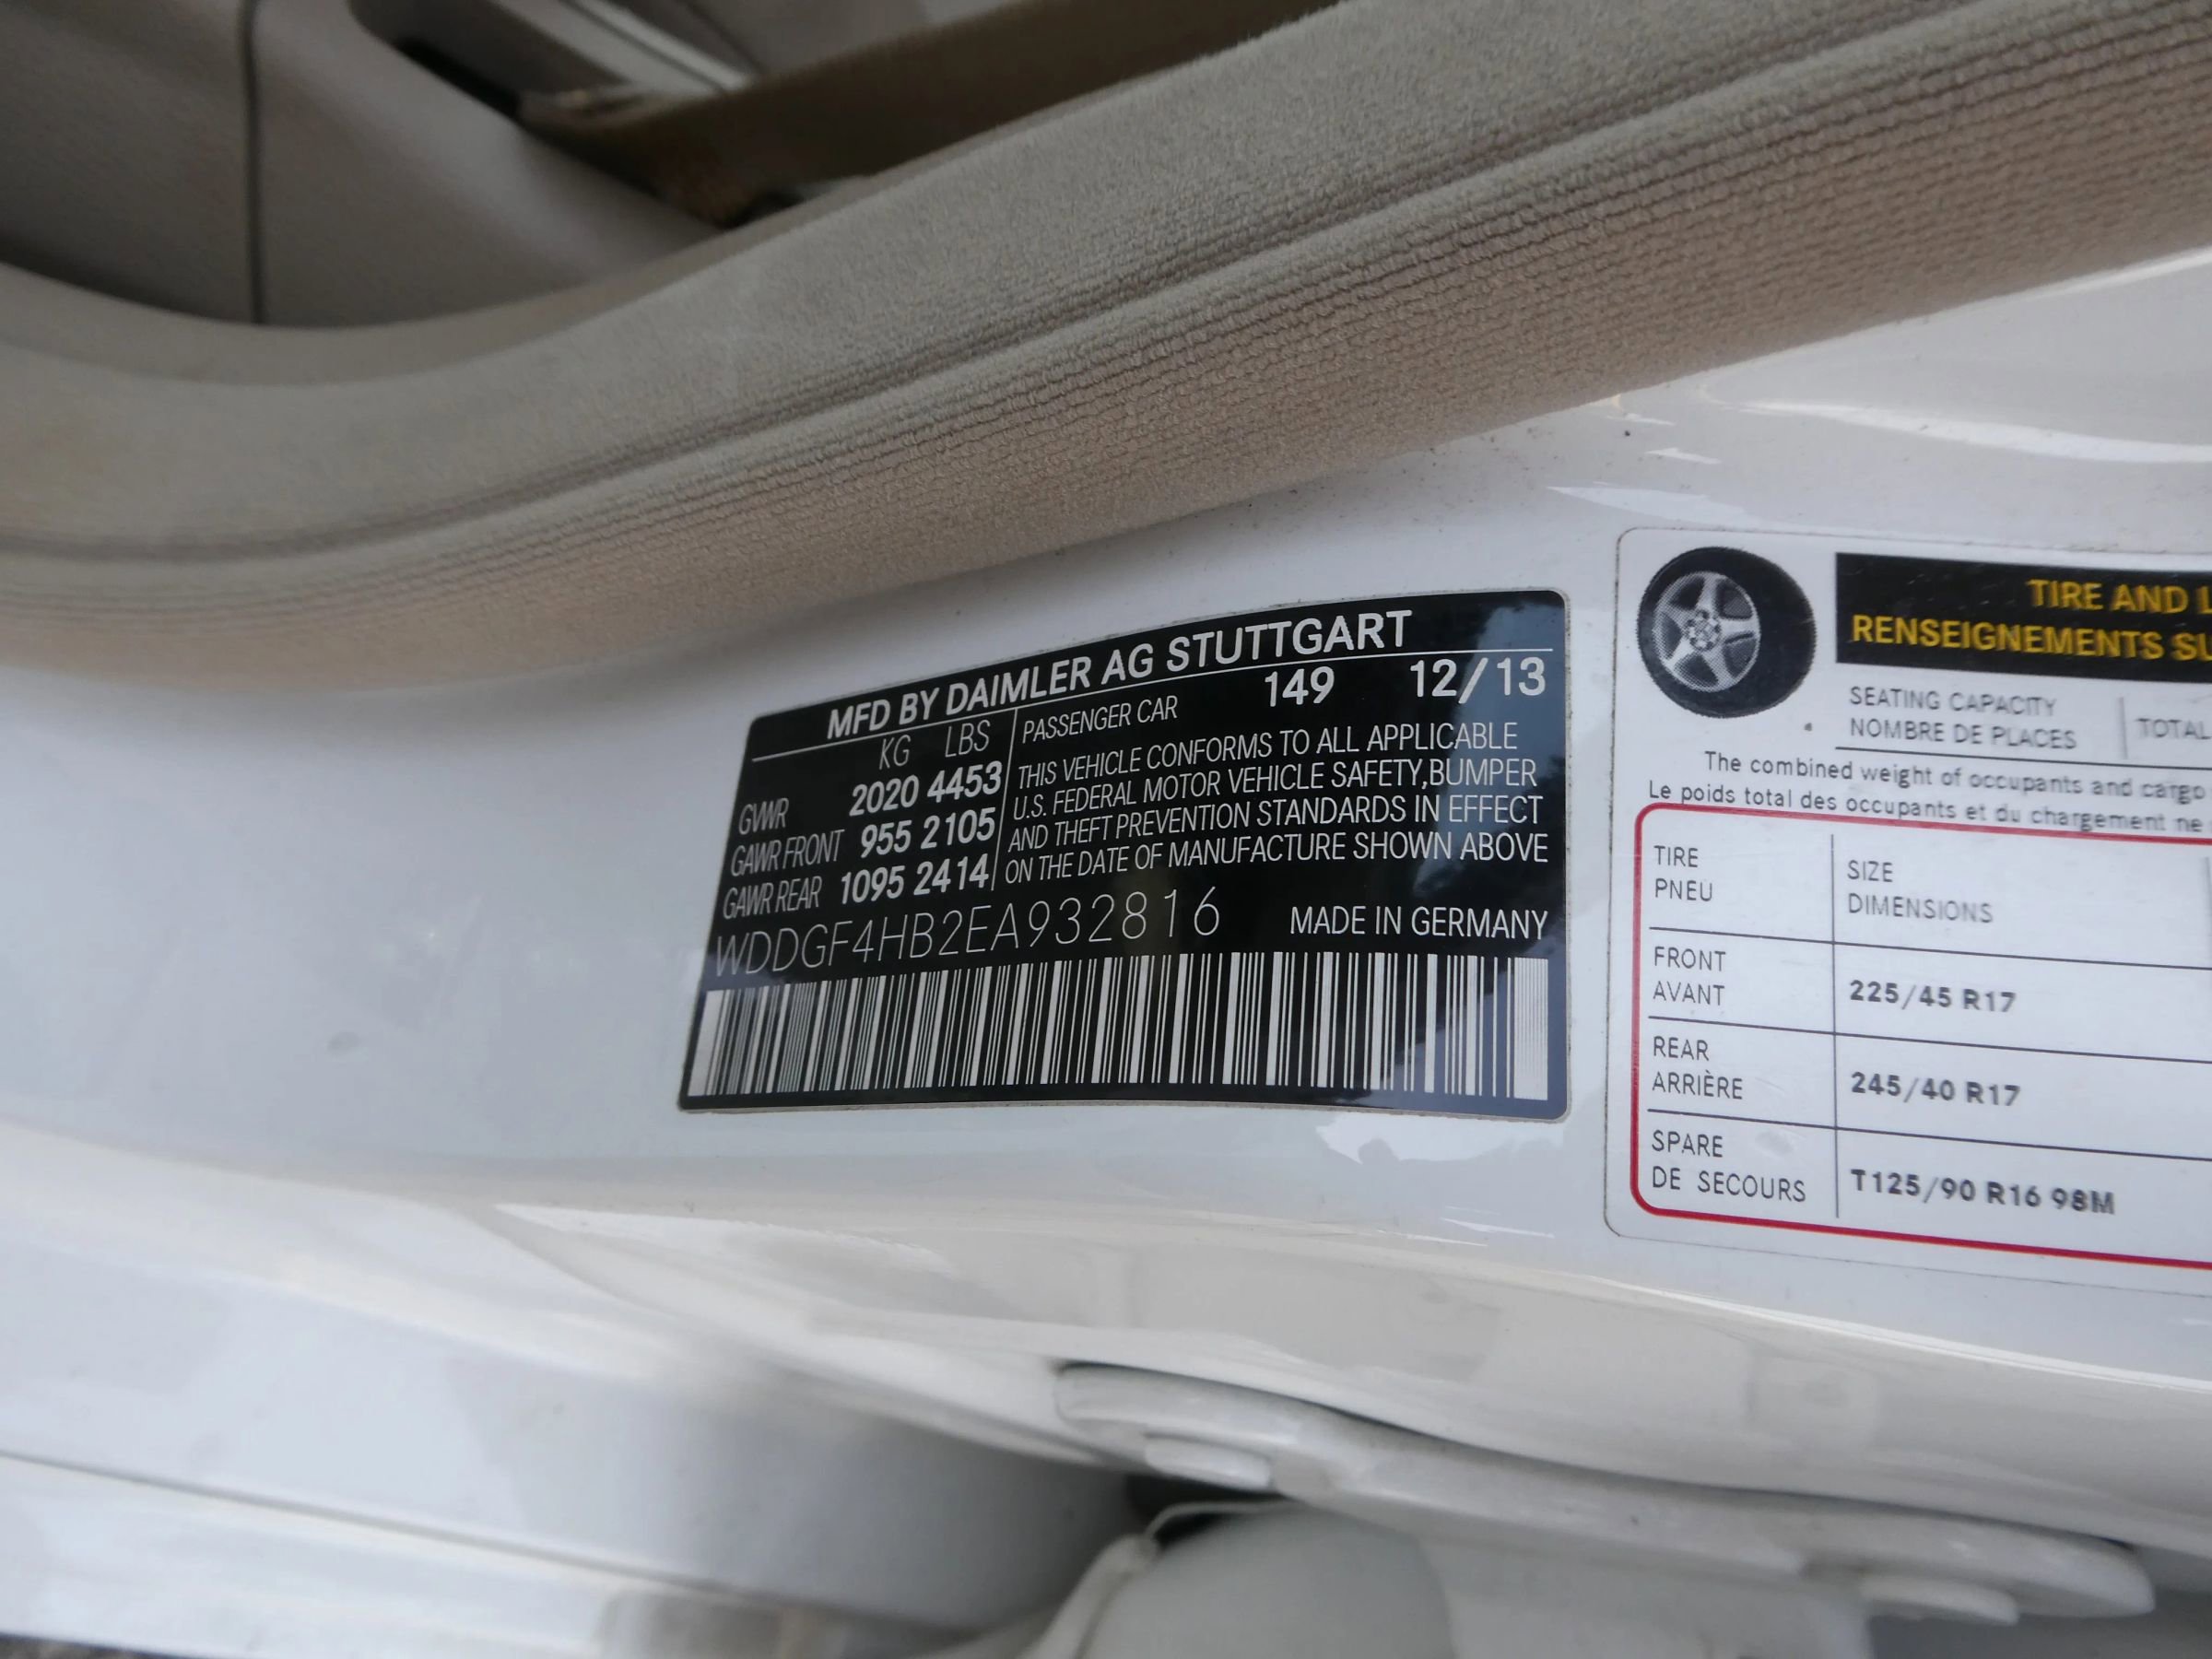 MFD BY DAIMLER AG STUTTGART
KG LBS PASSENGER CAR 149 12/13
GVWR 2020 4453
GAWR FRONT 955 2105
GAWR REAR 1095 2414
THIS VEHICLE CONFORMS TO ALL APPLICABLE
U.S. FEDERAL MOTOR VEHICLE SAFETY,BUMPER
AND THEFT PREVENTION STANDARDS IN EFFECT
ON THE DATE OF MANUFACTURE SHOWN ABOVE
WDDGF4HB2EA932816 MADE IN GERMANY
TIRE AND
RENSEIGNEMENTS
SEATING CAPACITY
NOMBRE DE PLACES
TOTAL
The combined weight of occupants and cargo
Le poids total des occupants et du chargement ne
TIRE
PNEU
SIZE
DIMENSIONS
FRONT
AVANT
225/45 R17
REAR
ARRIÈRE
245/40 R17
SPARE
DE SECOURS
T125/90 R16 98M